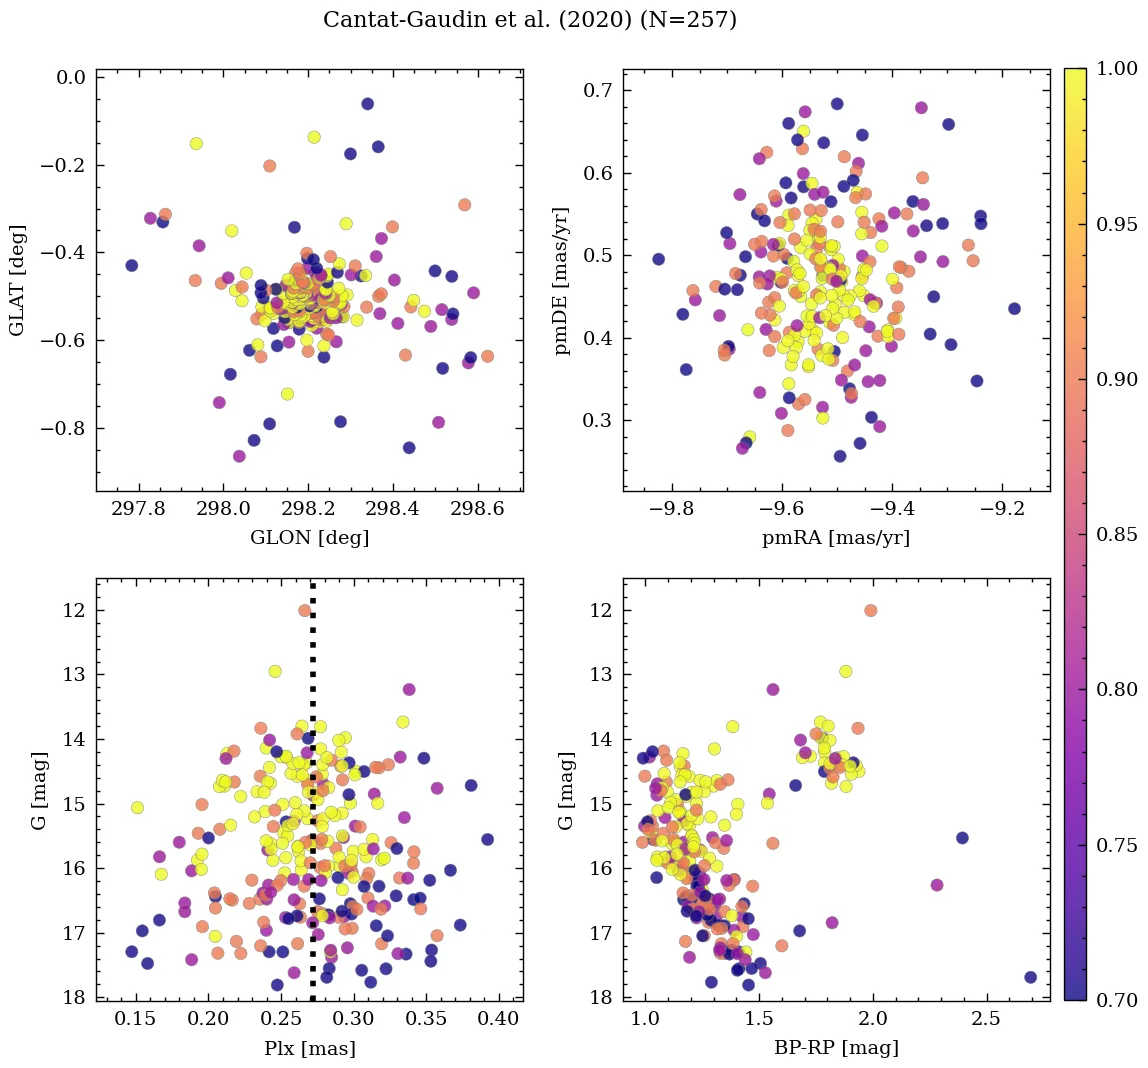 Cantat-Gaudin et al. (2020) (N=257)
0.0
−0.2
−0.4
−0.6
−0.8
GLAT [deg]
297.8 298.0 298.2 298.4 298.6
GLON [deg]
0.7
0.6
0.5
0.4
0.3
pmDE [mas/yr]
−9.8 −9.6 −9.4 −9.2
pmRA [mas/yr]
1.00
0.95
0.90
0.85
0.80
0.75
0.70
12
13
14
15
16
17
18
G [mag]
0.15 0.20 0.25 0.30 0.35 0.40
Plx [mas]
12
13
14
15
16
17
18
G [mag]
1.0 1.5 2.0 2.5
BP-RP [mag]